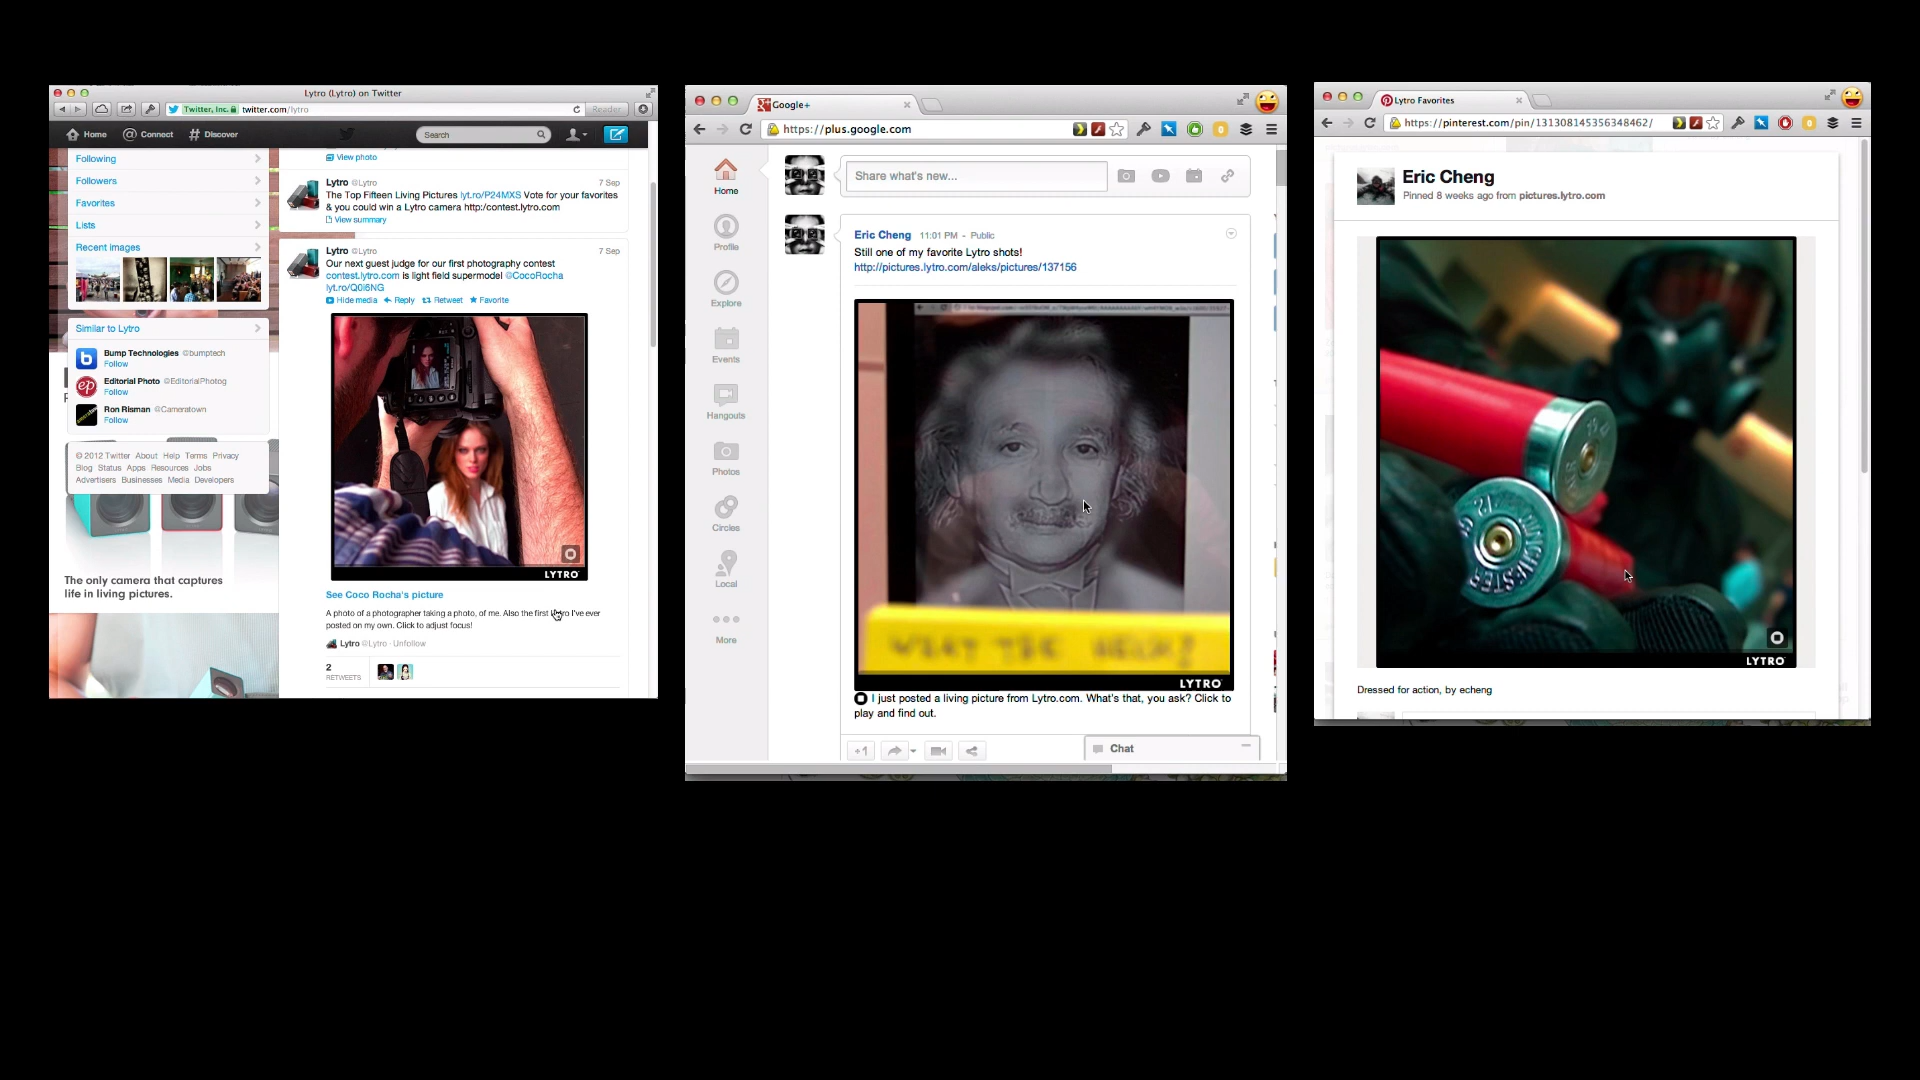 Lytro (Lytro) on Twitter
Twitter, Inc. twitter.com/lytro Reader
Home Connect Discover Search
Following
Followers
Favorites
Lists
Recent images
Similar to Lytro
Bump Technologies @bumptech
Follow
Editorial Photo @EditorialPhotog
Follow
Ron Risman @Cameratown
Follow
© 2012 Twitter About Help Terms Privacy
Blog Status Apps Resources Jobs
Advertisers Businesses Media Developers
The only camera that captures
life in living pictures.
View photo
Lytro @Lytro 7 Sep
The Top Fifteen Living Pictures lyt.ro/P24MXS Vote for your favorites
& you could win a Lytro camera http:/contest.lytro.com
View summary
Lytro @Lytro 7 Sep
Our next guest judge for our first photography contest
contest.lytro.com is light field supermodel @CocoRocha
lyt.ro/Q0I6NG
Hide media Reply Retweet Favorite
LYTRO
See Coco Rocha's picture
A photo of a photographer taking a photo, of me. Also the first Lytro I've ever
posted on my own. Click to adjust focus!
Lytro @Lytro · Unfollow
2
RETWEETS
Google+
https://plus.google.com
Home
Profile
Explore
Events
Hangouts
Photos
Circles
Local
More
Share what's new...
Eric Cheng 11:01 PM - Public
Still one of my favorite Lytro shots!
http://pictures.lytro.com/aleks/pictures/137156
WHAT THE HECK?
LYTRO
I just posted a living picture from Lytro.com. What's that, you ask? Click to
play and find out.
+1
Chat
Lytro Favorites
https://pinterest.com/pin/131308145356348462/
Eric Cheng
Pinned 8 weeks ago from pictures.lytro.com
12
WINCHESTER
LYTRO
Dressed for action, by echeng